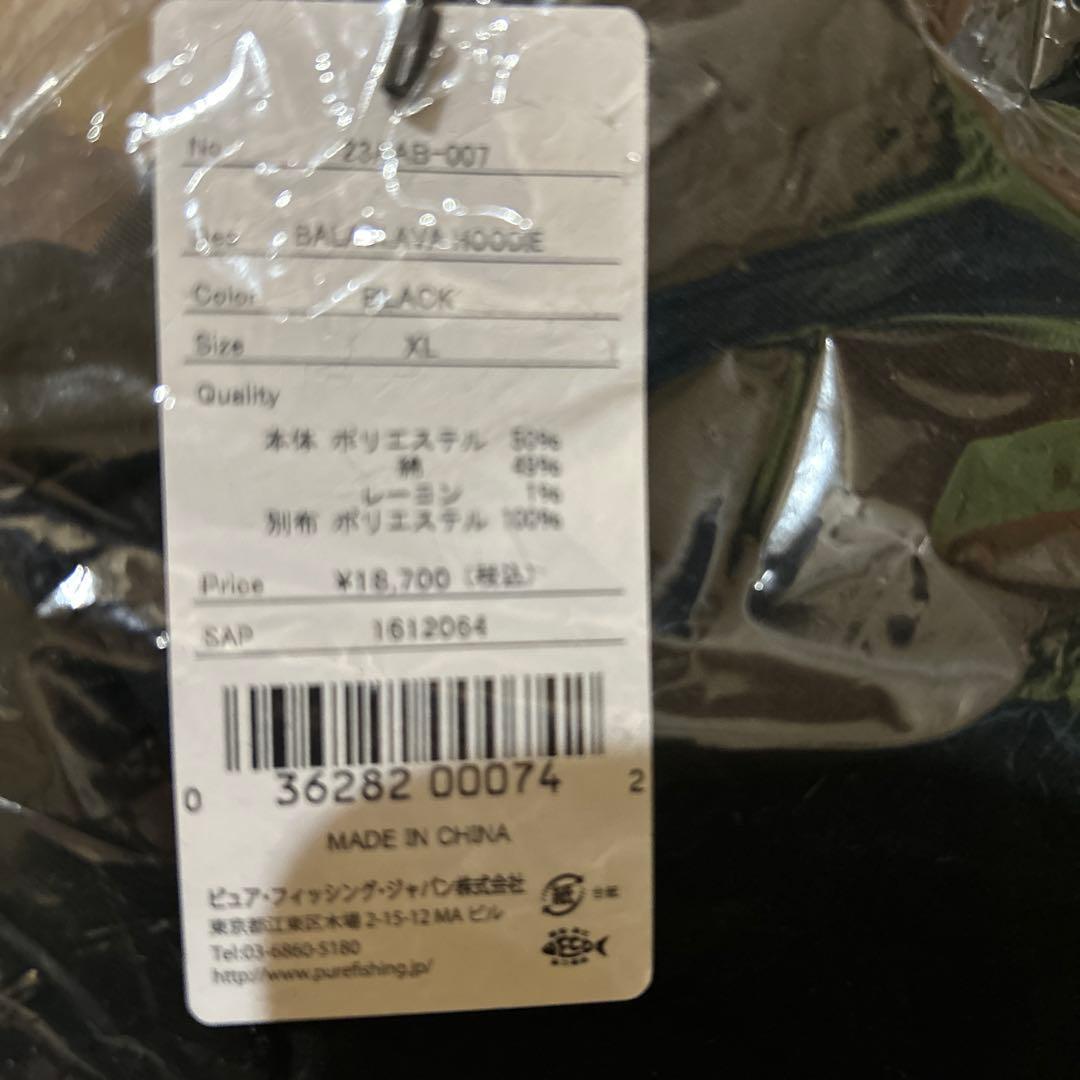 No.
BALACLAVA HOODIE
Color BLACK
Size XL
Quality
本体 ポリエステル 50%
綿 49%
レーヨン 1%
別布 ポリエステル 100%
Price ¥18,700（税込）
SAP 1612064
0 36282 00074 2
MADE IN CHINA
ピュア・フィッシング・ジャパン株式会社
東京都江東区木場 2-15-12 MA ビル
Tel:03-6860-5180
http://www.purefishing.jp/
紙
ECO